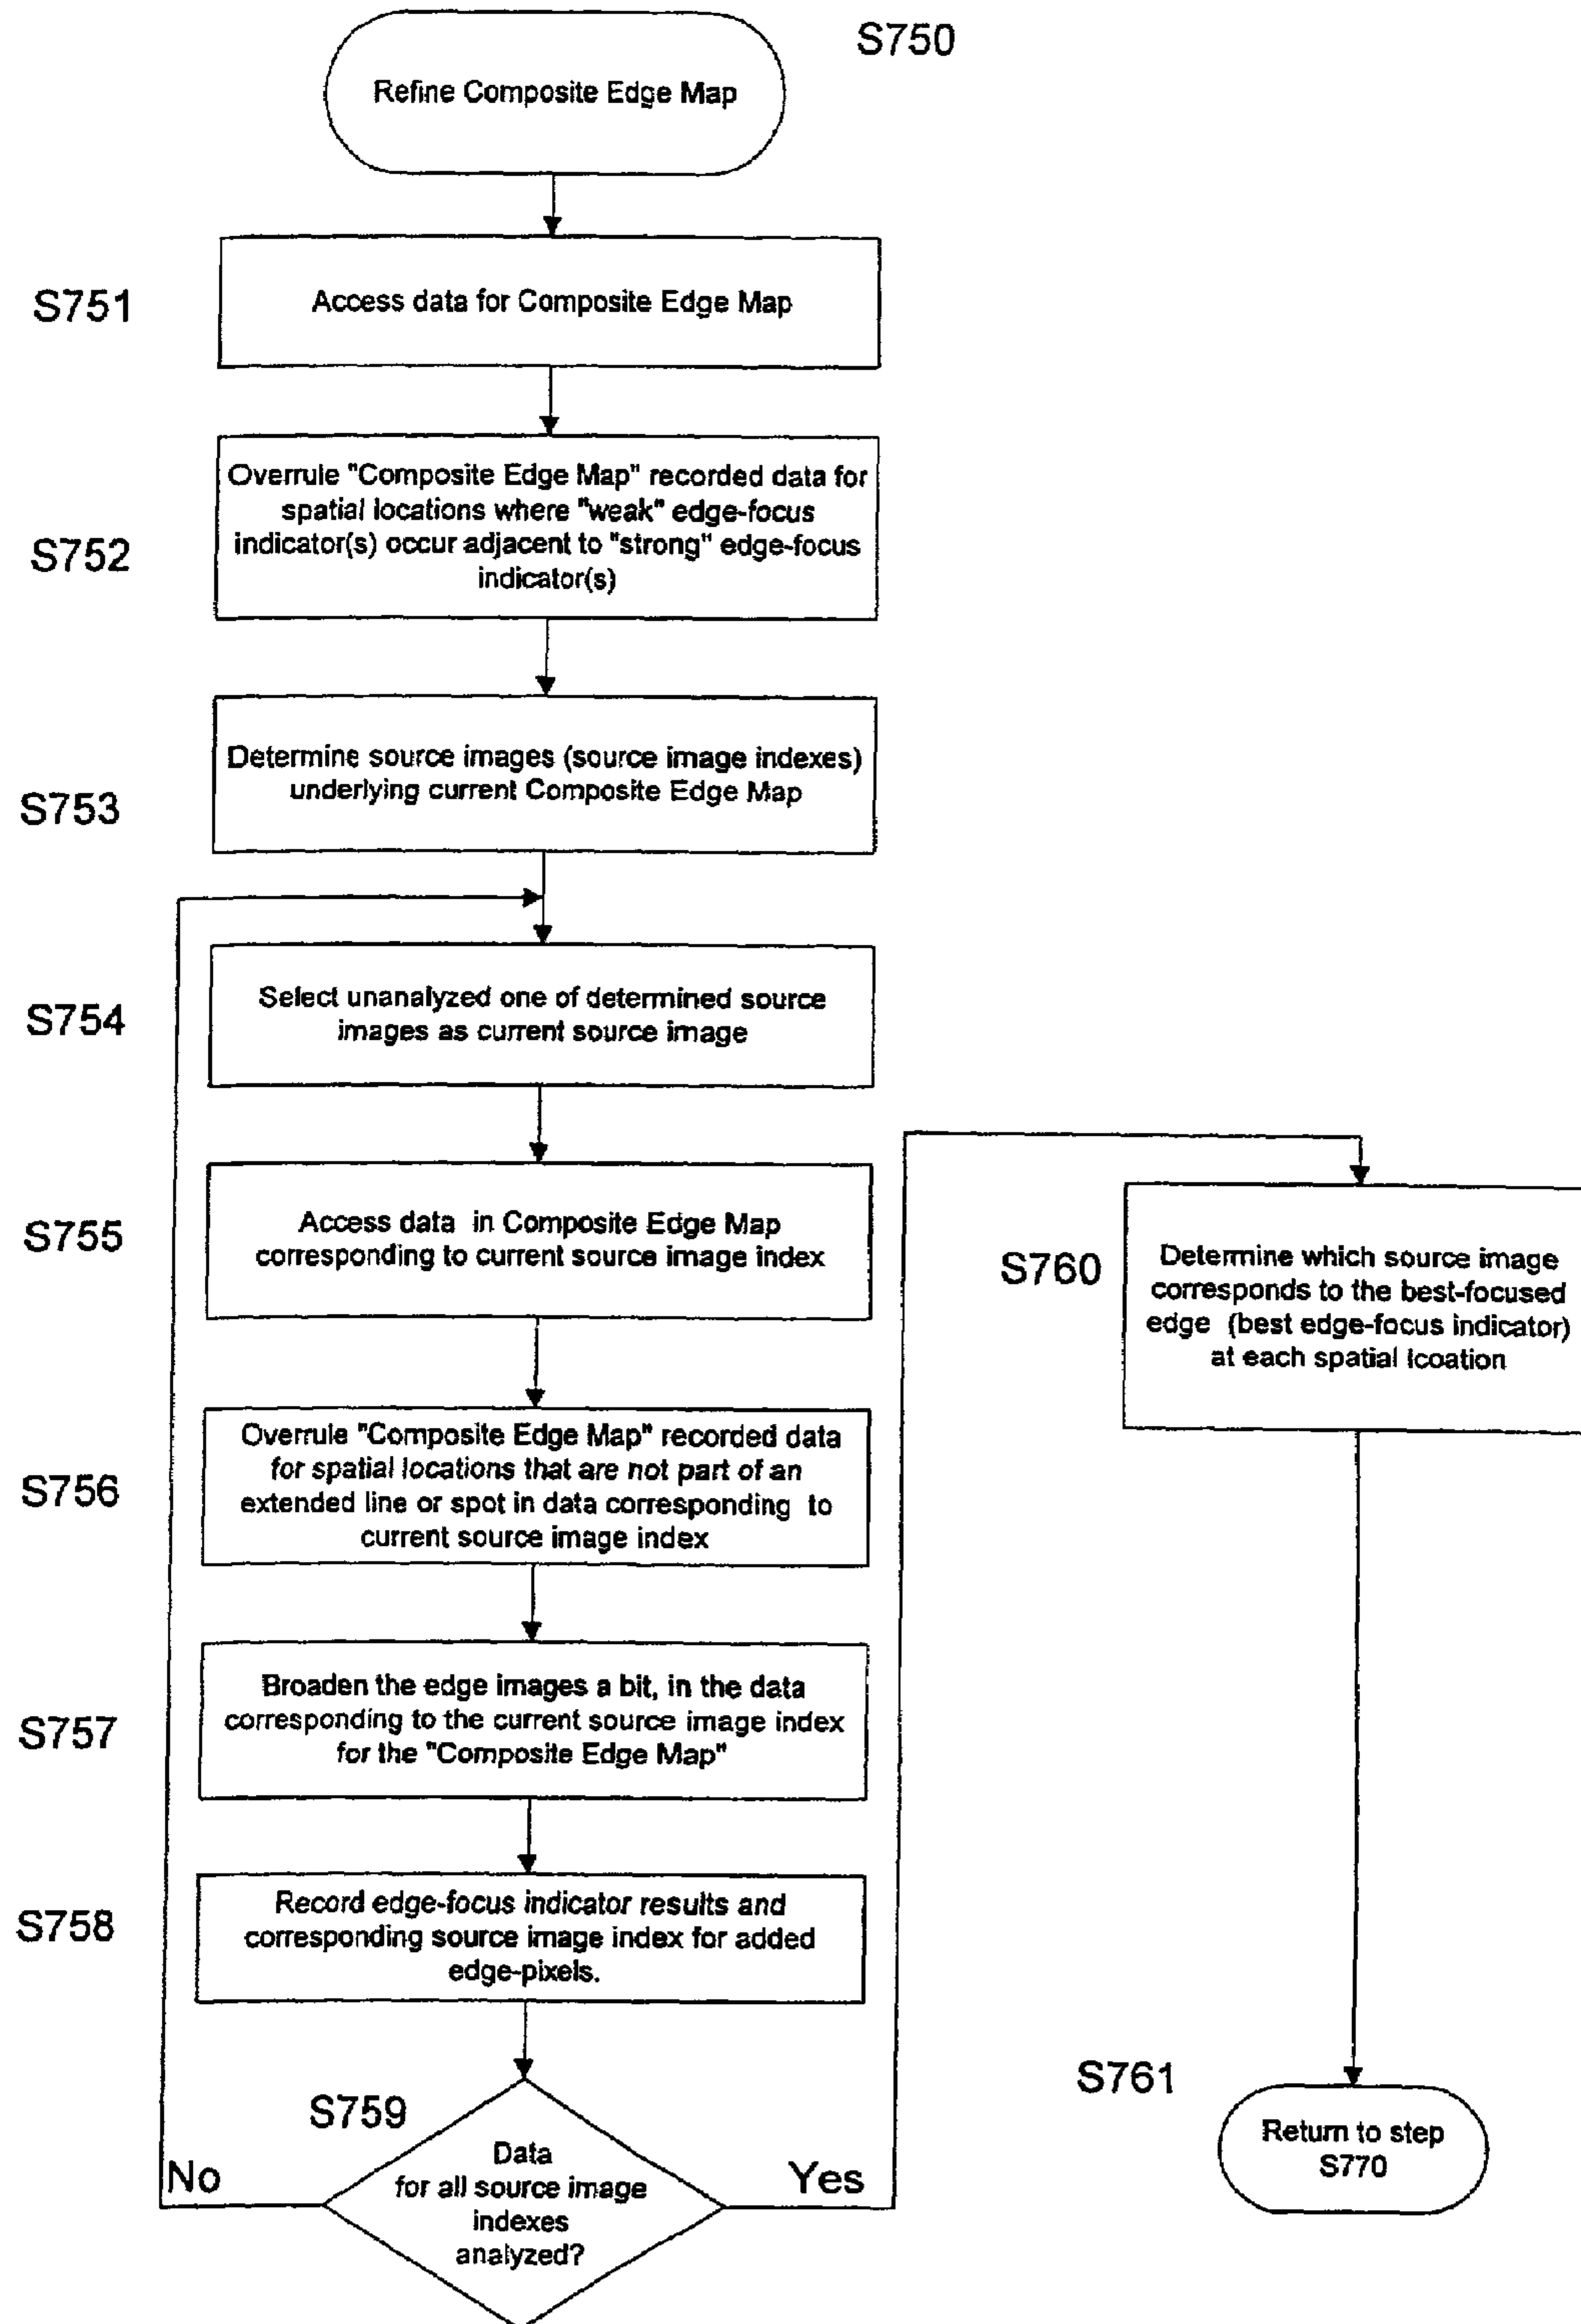 S750
Refine Composite Edge Map
S751
Access data for Composite Edge Map
S752
Overrule "Composite Edge Map" recorded data for
spatial locations where "weak" edge-focus
indicator(s) occur adjacent to "strong" edge-focus
indicator(s)
S753
Determine source images (source image indexes)
underlying current Composite Edge Map
S754
Select unanalyzed one of determined source
images as current source image
S755
Access data in Composite Edge Map
corresponding to current source image index
S756
Overrule "Composite Edge Map" recorded data
for spatial locations that are not part of an
extended line or spot in data corresponding to
current source image index
S757
Broaden the edge images a bit, in the data
corresponding to the current source image index
for the "Composite Edge Map"
S758
Record edge-focus indicator results and
corresponding source image index for added
edge-pixels.
S759
Data
for all source image
indexes
analyzed?
No
Yes
S760
Determine which source image
corresponds to the best-focused
edge (best edge-focus indicator)
at each spatial lcoation
S761
Return to step
S770